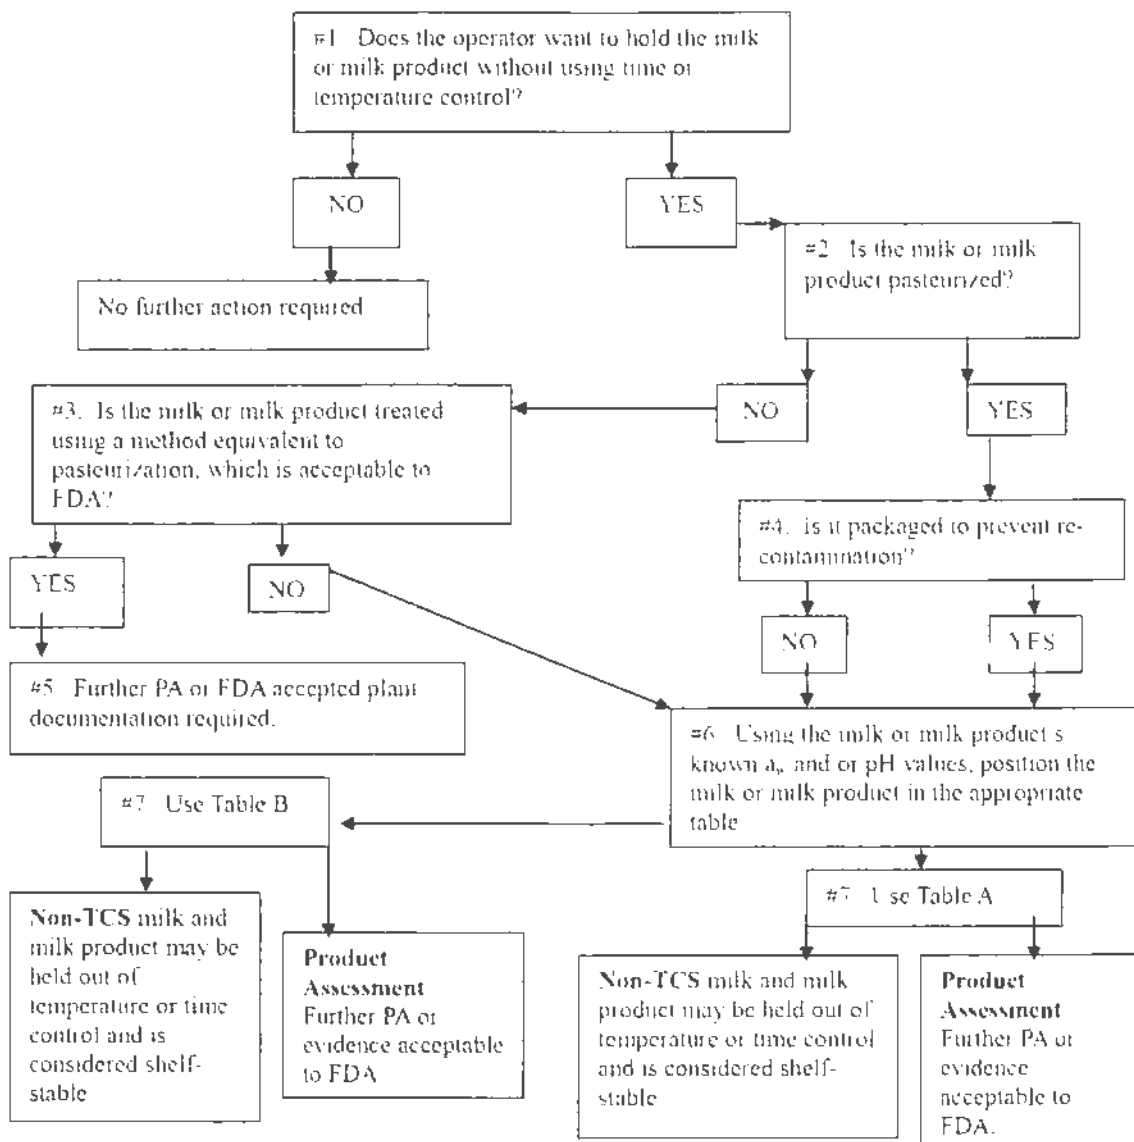 #1 Does the operator want to hold the milk
or milk product without using time or
temperature control?
NO
YES
#2 Is the milk or milk
product pasteurized?
No further action required
#3. Is the milk or milk product treated
using a method equivalent to
pasteurization, which is acceptable to
FDA?
NO
YES
#4. Is it packaged to prevent re-
contamination?
YES
NO
NO
YES
#5 Further PA or FDA accepted plant
documentation required.
#6 Using the milk or milk product s
known aw and or pH values, position the
milk or milk product in the appropriate
table
#7 Use Table B
#7 Use Table A
Non-TCS milk and
milk product may be
held out of
temperature or time
control and is
considered shelf-
stable
Product
Assessment
Further PA or
evidence acceptable
to FDA
Non-TCS milk and milk
product may be held out of
temperature or time control
and is considered shelf-
stable
Product
Assessment
Further PA or
evidence
acceptable to
FDA.